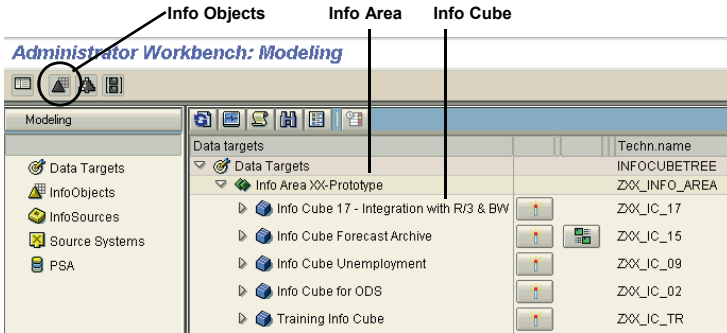 Info Objects Info Area Info Cube
Administrator Workbench: Modeling
Modeling
Data targets Techn.name
Data Targets INFOCUBETREE
Info Area XX-Prototype ZXX_INFO_AREA
Info Cube 17 - Integration with R/3 & BW ZXX_IC_17
Info Cube Forecast Archive ZXX_IC_15
Info Cube Unemployment ZXX_IC_09
Info Cube for ODS ZXX_IC_02
Training Info Cube ZXX_IC_TR
Data Targets
InfoObjects
InfoSources
Source Systems
PSA